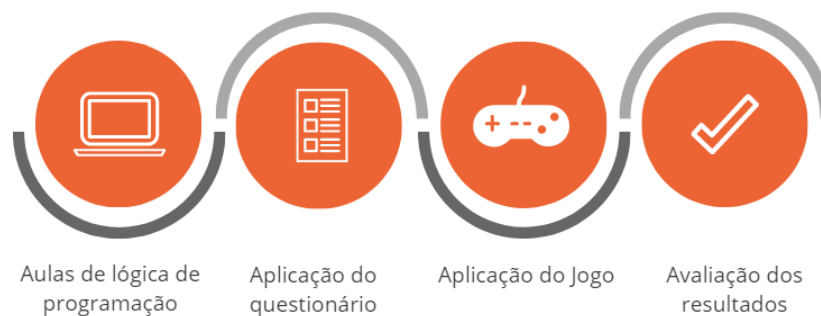 Aulas de lógica de
programação
Aplicação do
questionário
Aplicação do Jogo
Avaliação dos
resultados